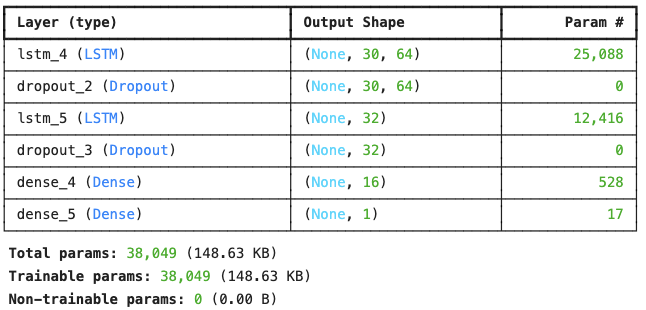 Layer (type) Output Shape Param #
lstm_4 (LSTM) (None, 30, 64) 25,088
dropout_2 (Dropout) (None, 30, 64) 0
lstm_5 (LSTM) (None, 32) 12,416
dropout_3 (Dropout) (None, 32) 0
dense_4 (Dense) (None, 16) 528
dense_5 (Dense) (None, 1) 17
Total params: 38,049 (148.63 KB)
Trainable params: 38,049 (148.63 KB)
Non-trainable params: 0 (0.00 B)